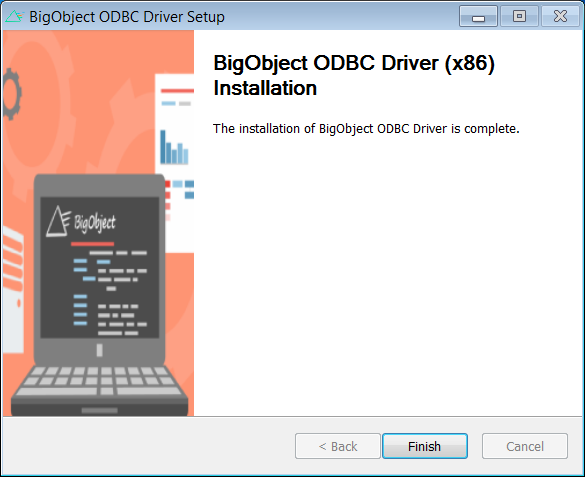 BigObject ODBC Driver Setup
BigObject ODBC Driver (x86)
Installation
The installation of BigObject ODBC Driver is complete.
BigObject
< Back
Finish
Cancel